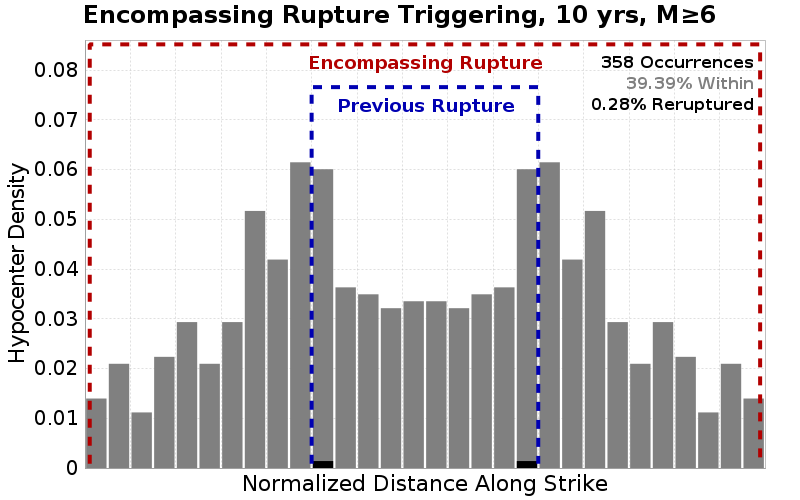 Encompassing Rupture Triggering, 10 yrs, M≥6
Encompassing Rupture
358 Occurrences
39.39% Within
0.28% Reruptured
Previous Rupture
Hypocenter Density
0.08
0.07
0.06
0.05
0.04
0.03
0.02
0.01
0
Normalized Distance Along Strike